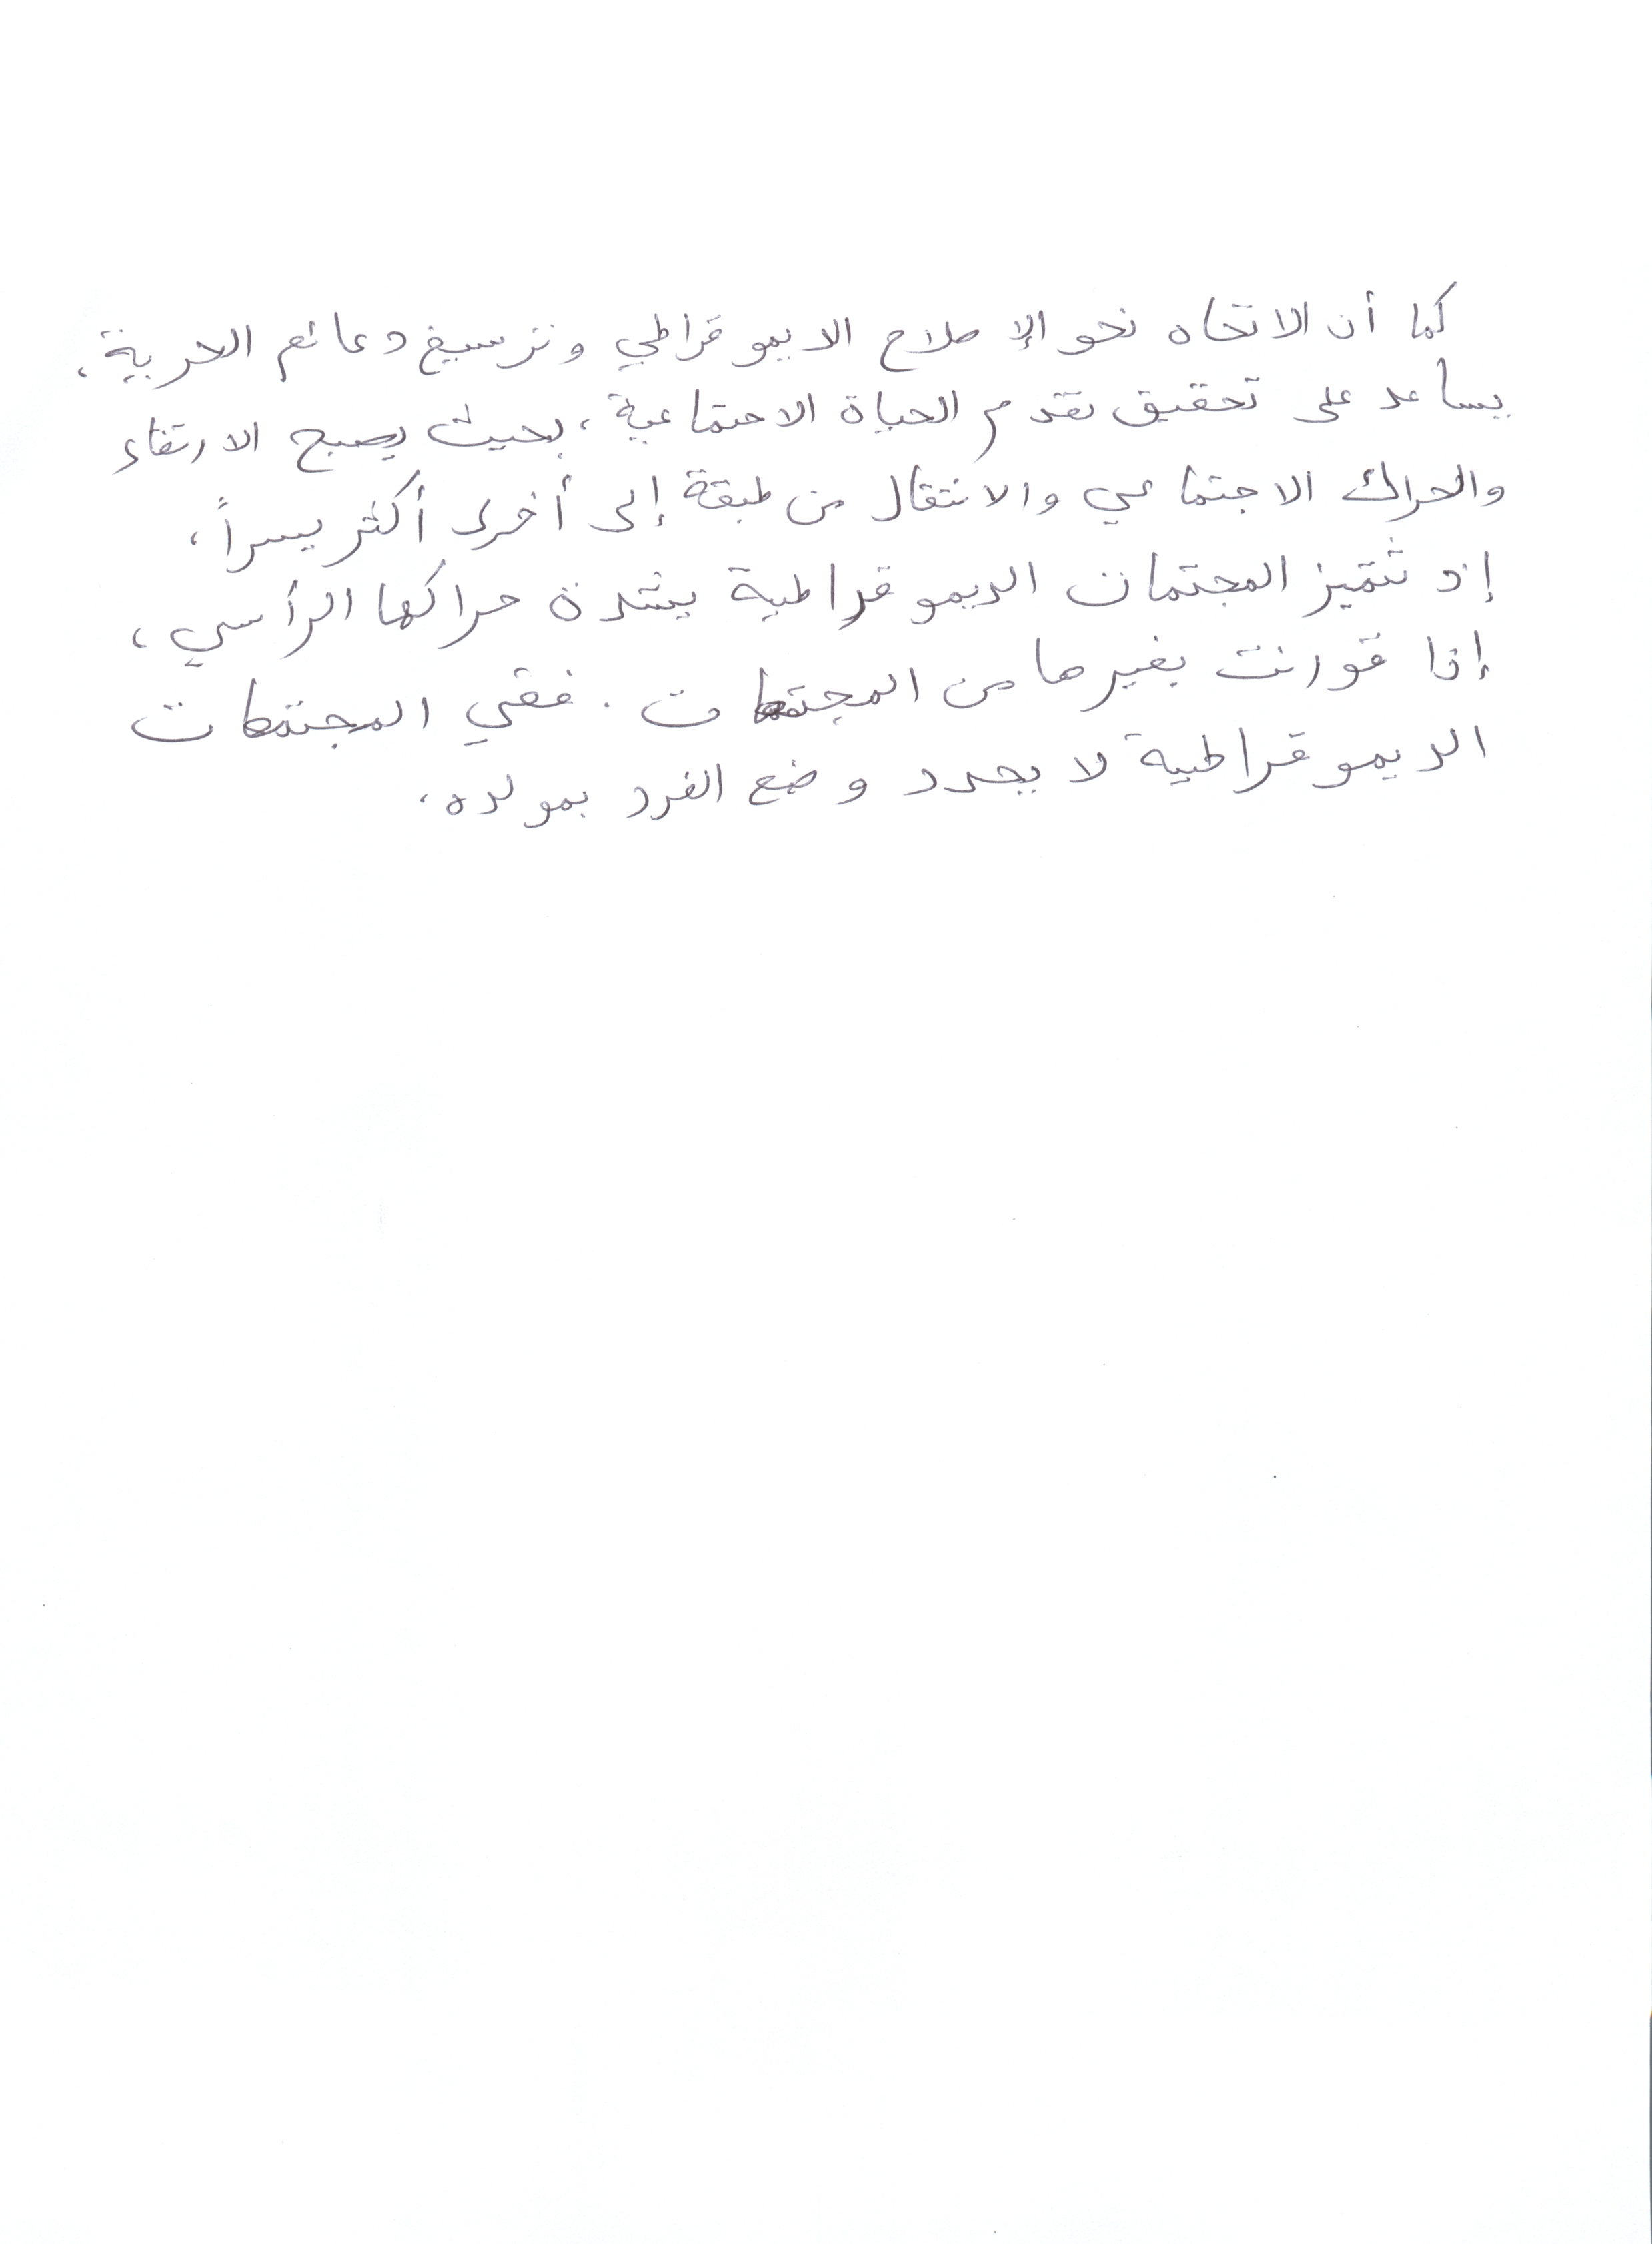 كما أن الاتجاه نحو الإصلاح الديموقراطي وترسيخ دعائم الحرية،
يساعد على تحقيق تقدم الحياة الاجتماعية، بحيث يصبح الارتقاء
والحراك الاجتماعي والانتقال من طبقة إلى أخرى أكثر يسراً،
إذ تتميز المجتمعات الديموقراطية بشدة حراكها الرأسي،
إذا قورنت بغيرها من المجتمعات. ففي المجتمعات
الديموقراطية لا يحدد وضع الفرد بمولده،